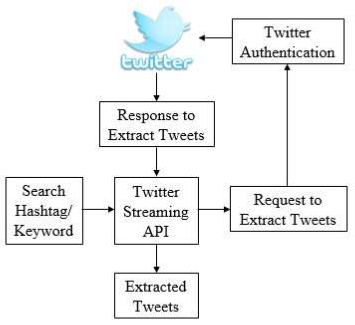 twitter
Twitter
Authentication
Response to
Extract Tweets
Search
Hashtag/
Keyword
Twitter
Streaming
API
Request to
Extract Tweets
Extracted
Tweets